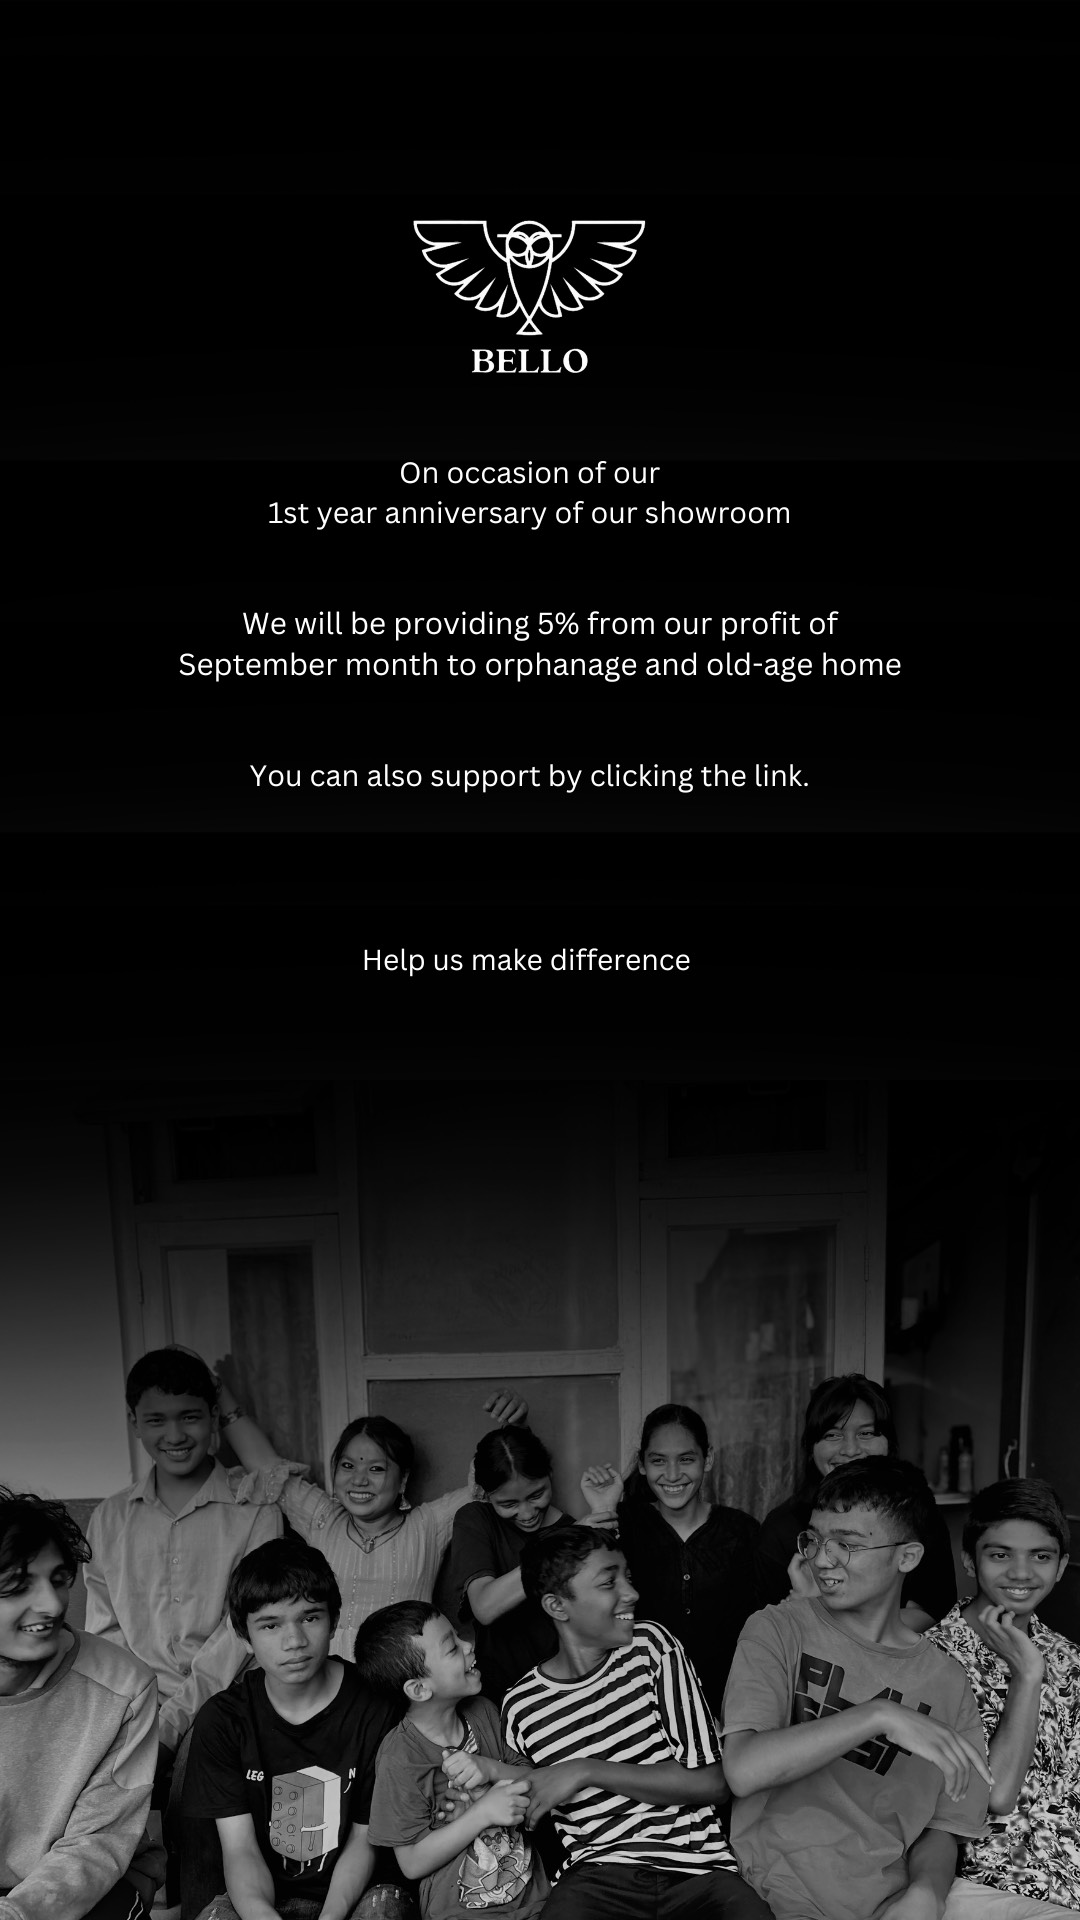 BELLO
On occasion of our
1st year anniversary of our showroom
We will be providing 5% from our profit of
September month to orphanage and old-age home
You can also support by clicking the link.
Help us make difference
LEG N
PLAY